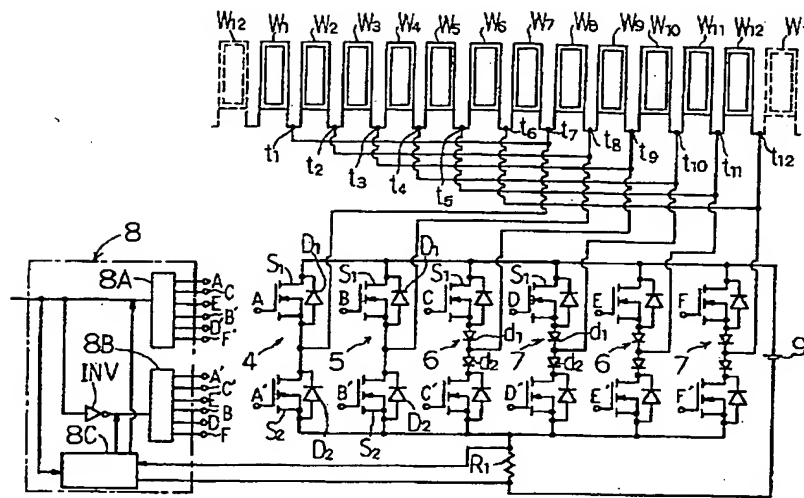 W12 W1 W2 W3 W4 W5 W6 W7 W8 W9 W10 W11 W12 W1
t1 t2 t3 t4 t5 t6 t7 t8 t9 t10 t11 t12
8
8A
A
C
E
B'
D'
F'
8B
A'
C'
E'
B
D
F
INV
8C
S1 D1 S1 D1 S1 S1
A B C D E F
4 5 6 d1 7 d1 6 7 9
d2 d2
A' B' C' D' E' F'
S2 D2 S2 D2
R1